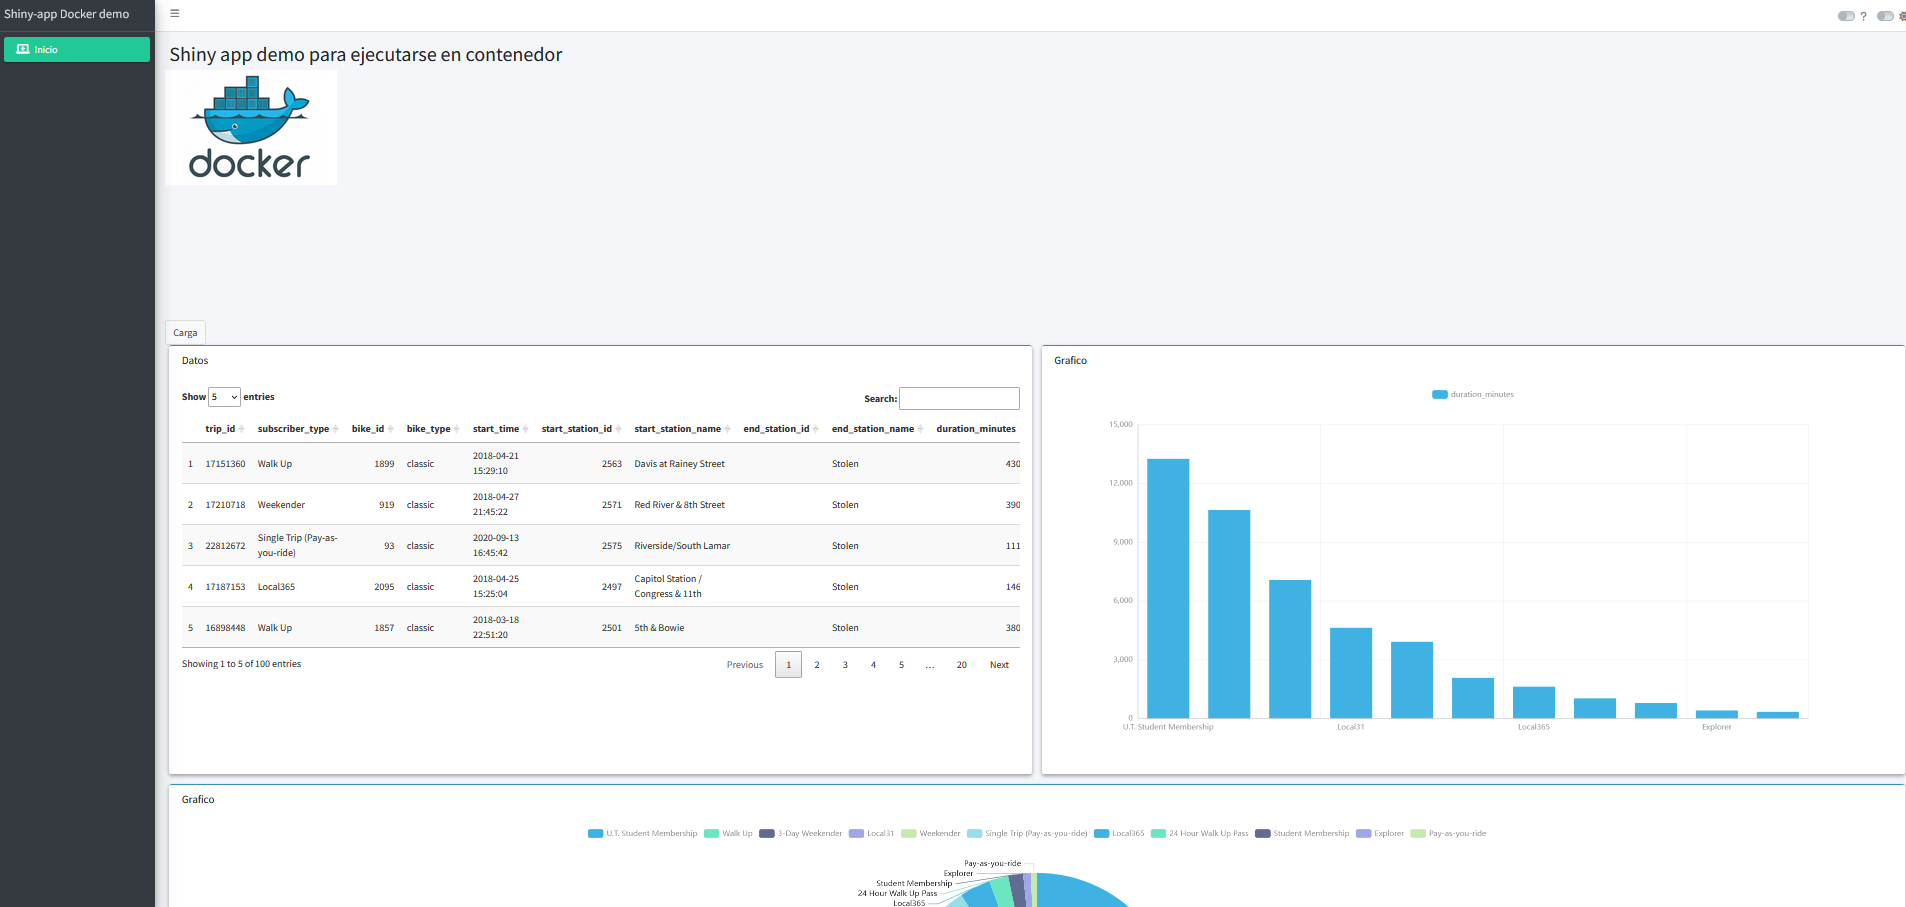 Shiny-app Docker demo
?
Inicio
Shiny app demo para ejecutarse en contenedor
docker
Carga
Datos
Show 5 entries
Search:
trip_id subscriber_type bike_id bike_type start_time start_station_id start_station_name end_station_id end_station_name duration_minutes
1 17151360 Walk Up 1899 classic 2018-04-21 15:29:10 2563 Davis at Rainey Street Stolen 430
2 17210718 Weekender 919 classic 2018-04-27 21:45:22 2571 Red River & 8th Street Stolen 390
3 22812672 Single Trip (Pay-as-you-ride) 93 classic 2020-09-13 16:45:42 2575 Riverside/South Lamar Stolen 111
4 17187153 Local365 2095 classic 2018-04-25 15:25:04 2497 Capitol Station / Congress & 11th Stolen 146
5 16898448 Walk Up 1857 classic 2018-03-18 22:51:20 2501 5th & Bowie Stolen 380
Showing 1 to 5 of 100 entries
Previous 1 2 3 4 5 … 20 Next
Grafico
duration_minutes
15,000
12,000
9,000
6,000
3,000
0
U.T. Student Membership Local31 Local365 Explorer
Grafico
U.T. Student Membership Walk Up 3-Day Weekender Local31 Weekender Single Trip (Pay-as-you-ride) Local365 24 Hour Walk Up Pass Student Membership Explorer Pay-as-you-ride
Pay-as-you-ride
Explorer
Student Membership
24 Hour Walk Up Pass
Local365